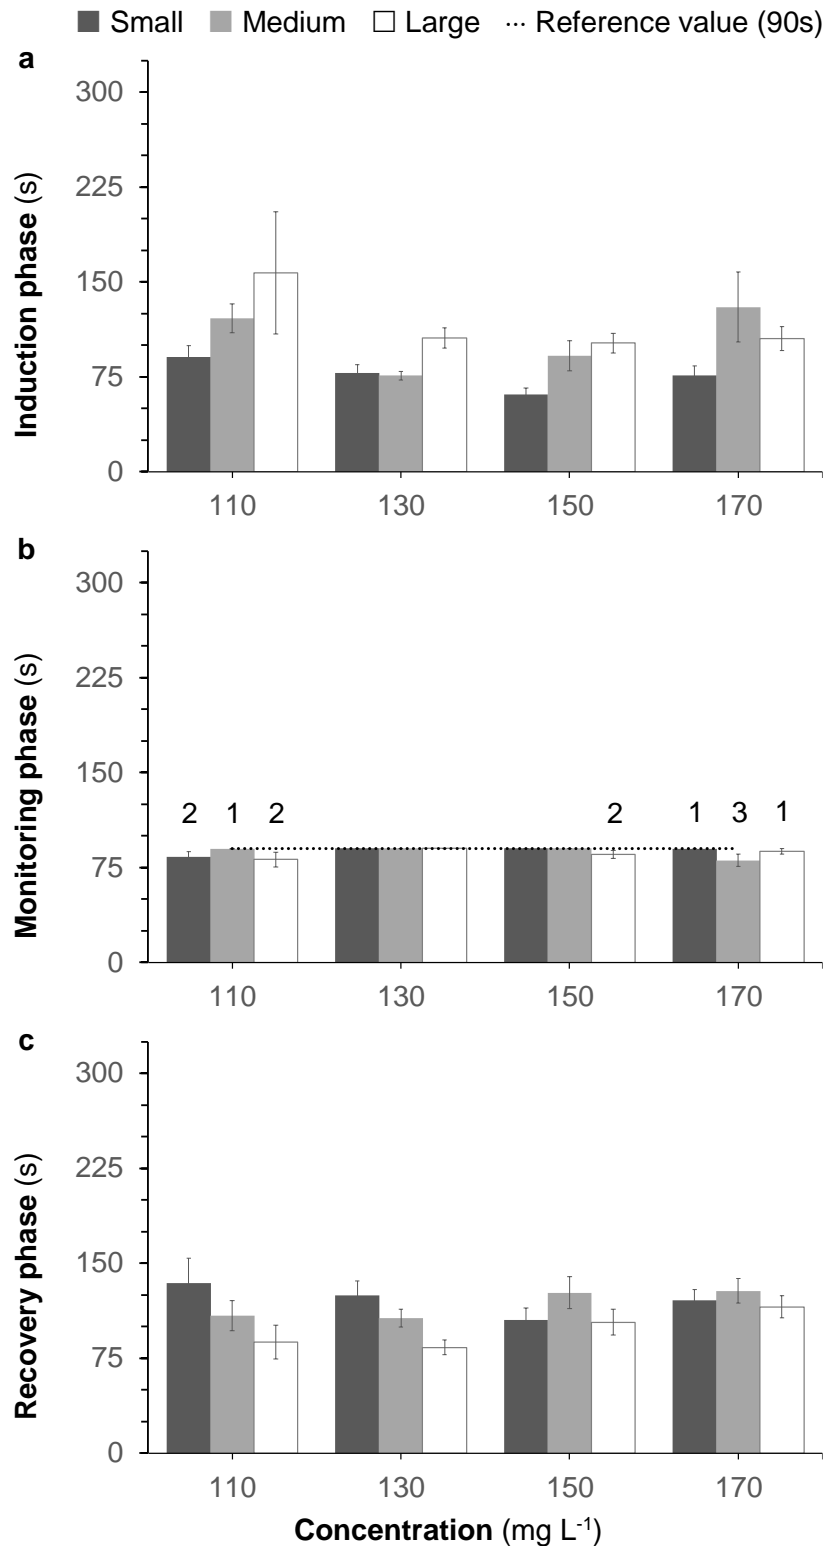 Small Medium Large ··· Reference value (90s)
a
300
225
150
75
0
Induction phase (s)
110 130 150 170
b
300
225
150
75
0
Monitoring phase (s)
2 1 2 2 1 3 1
110 130 150 170
c
300
225
150
75
0
Recovery phase (s)
110 130 150 170
Concentration (mg L⁻¹)